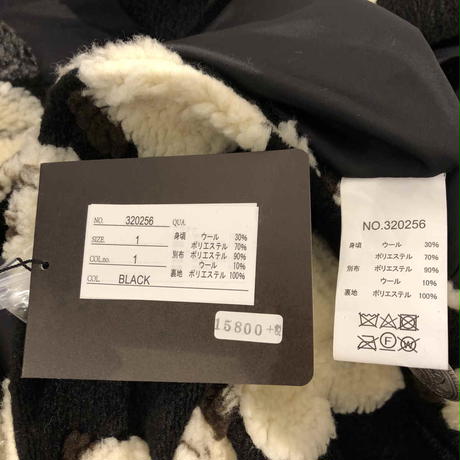 NO. 320256 QUA.
SIZE 1 身頃 ウール 30%
ポリエステル 70%
COLno. 1 別布 ポリエステル 90%
ウール 10%
COL BLACK 裏地 ポリエステル 100%
15800+税
NO.320256
身頃 ウール 30%
ポリエステル 70%
別布 ポリエステル 90%
ウール 10%
裏地 ポリエステル 100%
F W